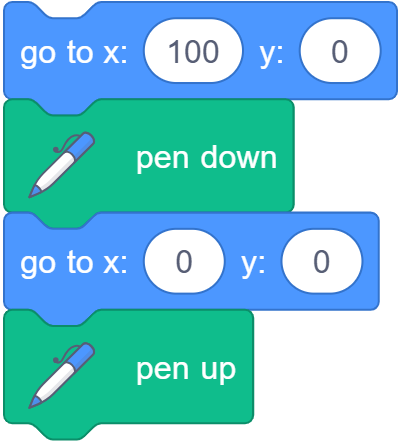 go to x: 100 y: 0
pen down
go to x: 0 y: 0
pen up